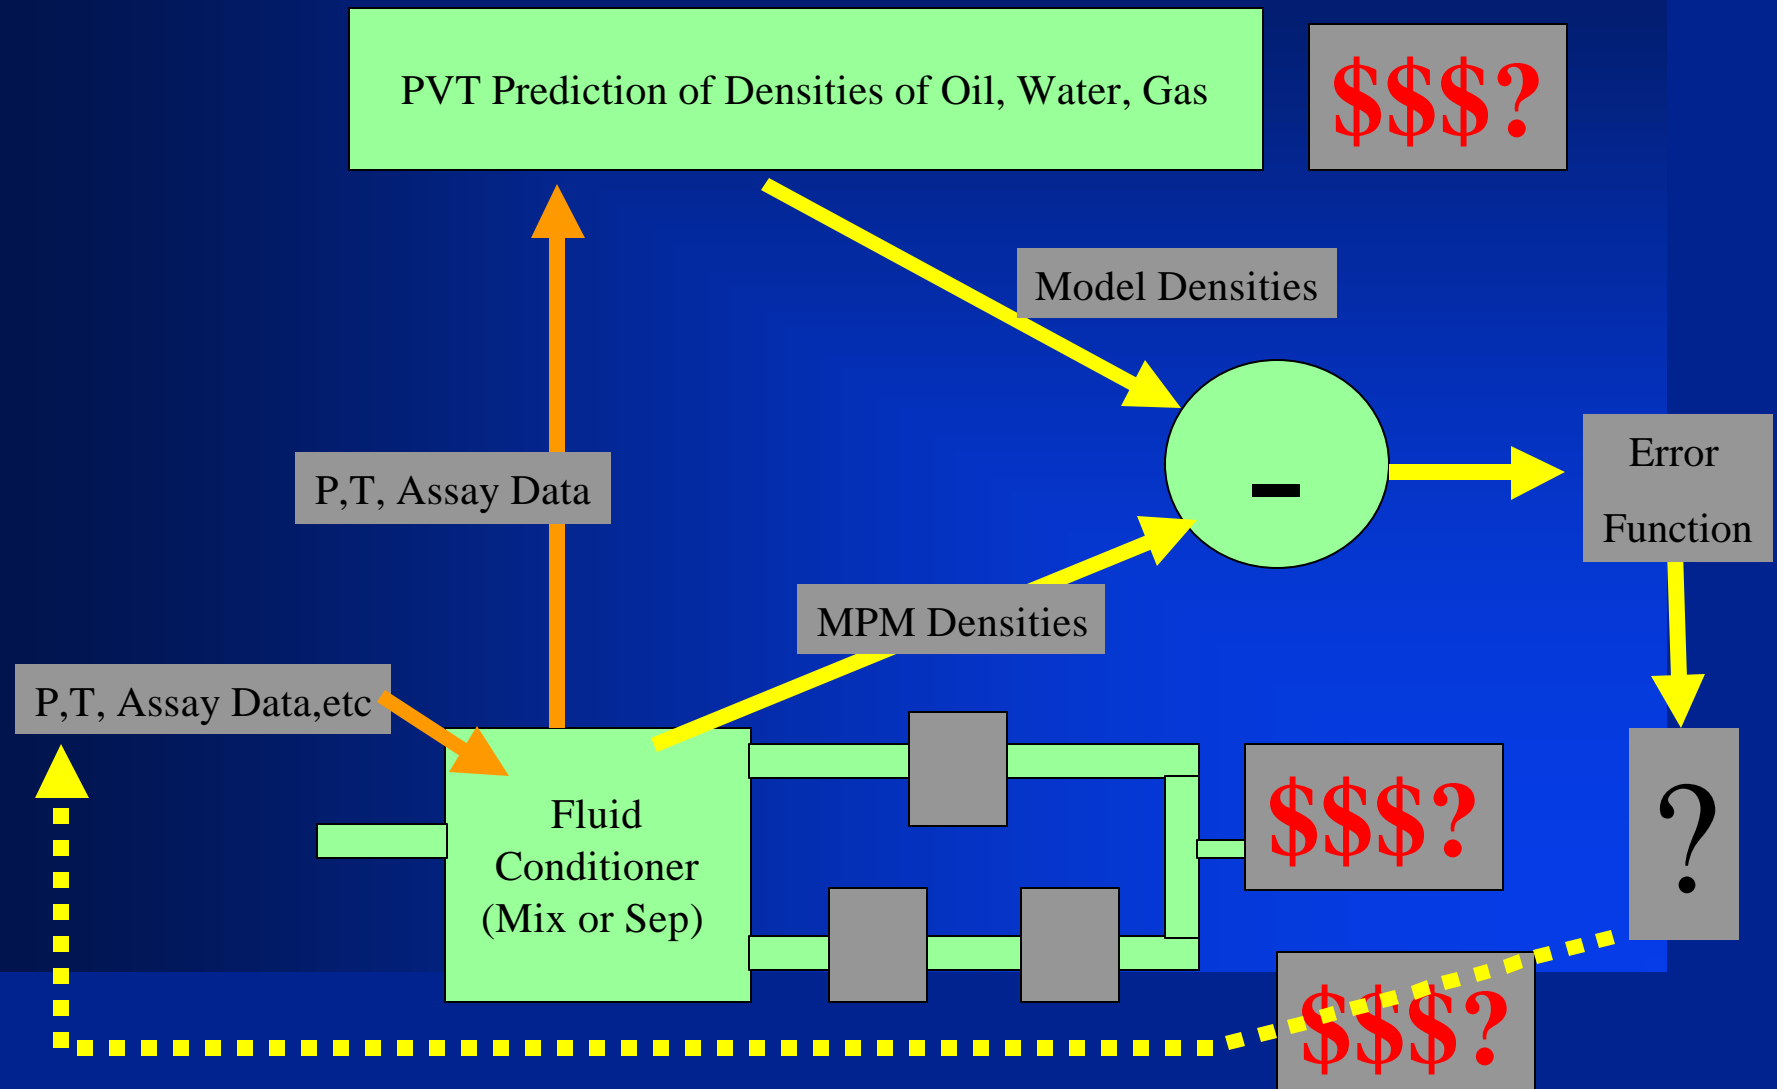 PVT Prediction of Densities of Oil, Water, Gas
$$$?
Model Densities
P,T, Assay Data
Error
Function
MPM Densities
P,T, Assay Data,etc
Fluid
Conditioner
(Mix or Sep)
$$$?
?
$$$?
-